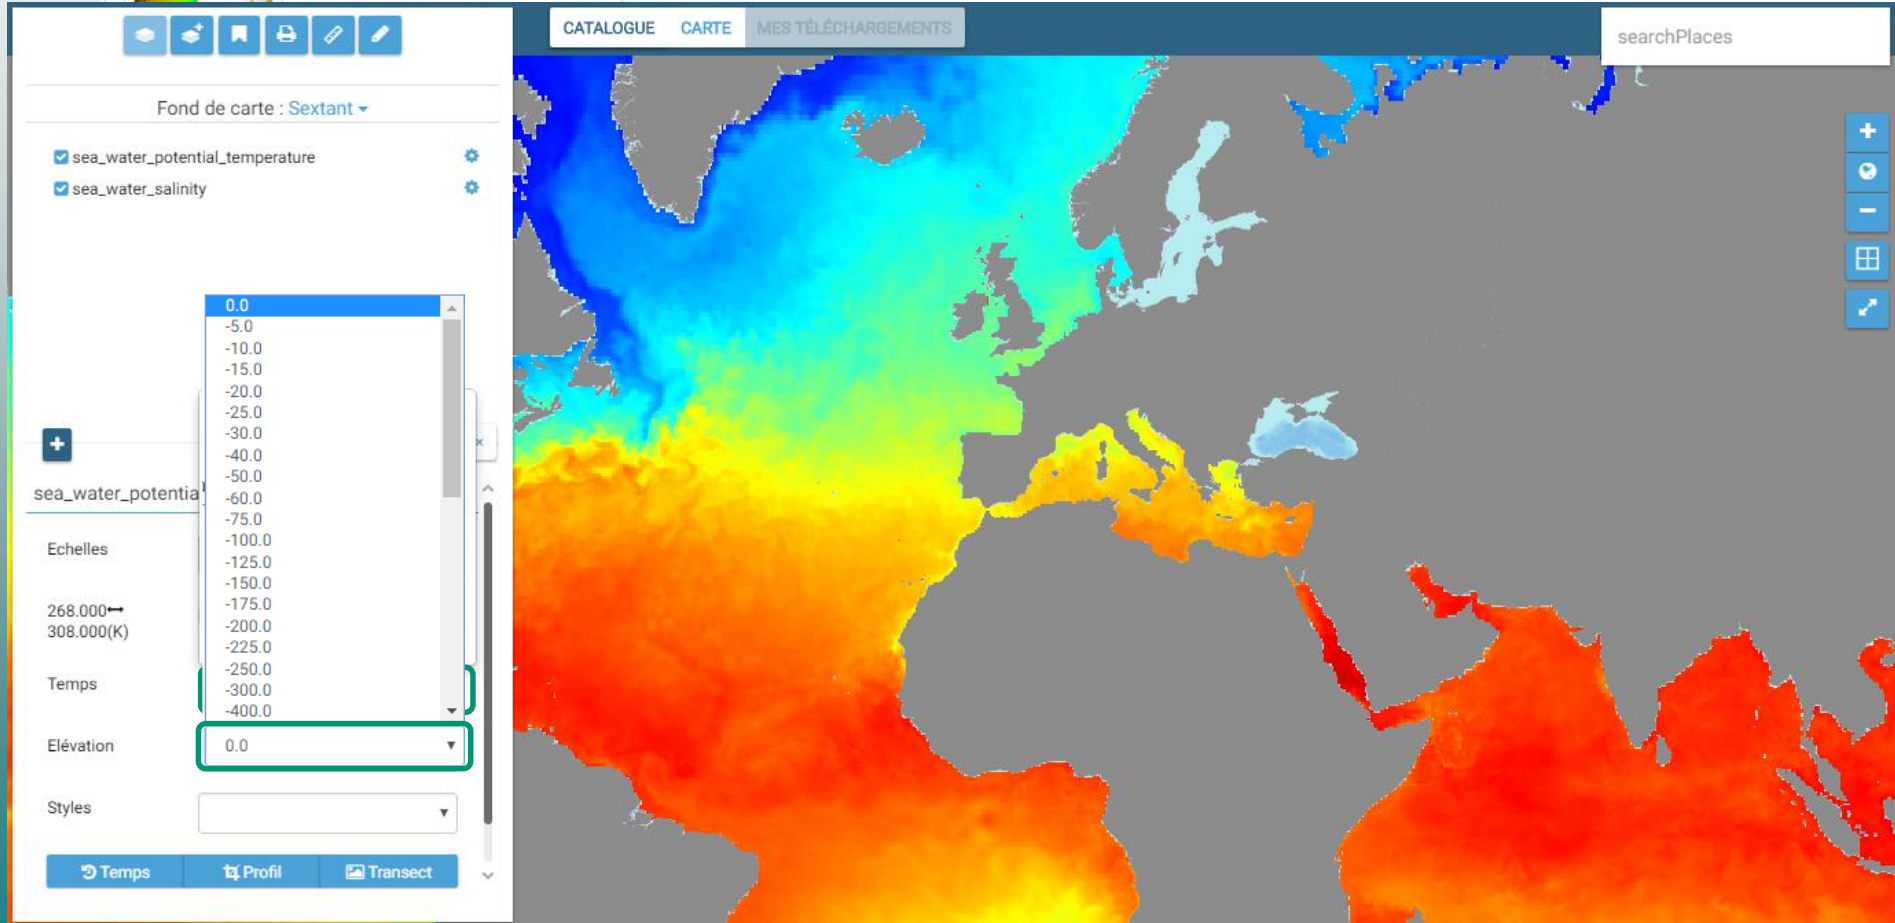 CATALOGUE CARTE MES TÉLÉCHARGEMENTS
searchPlaces
Fond de carte : Sextant
sea_water_potential_temperature
sea_water_salinity
0.0
-5.0
-10.0
-15.0
-20.0
-25.0
-30.0
-40.0
-50.0
-60.0
-75.0
-100.0
-125.0
-150.0
-175.0
-200.0
-225.0
-250.0
-300.0
-400.0
sea_water_potentia
Echelles
268.000
308.000(K)
Temps
Elévation 0.0
Styles
Temps Profil Transect